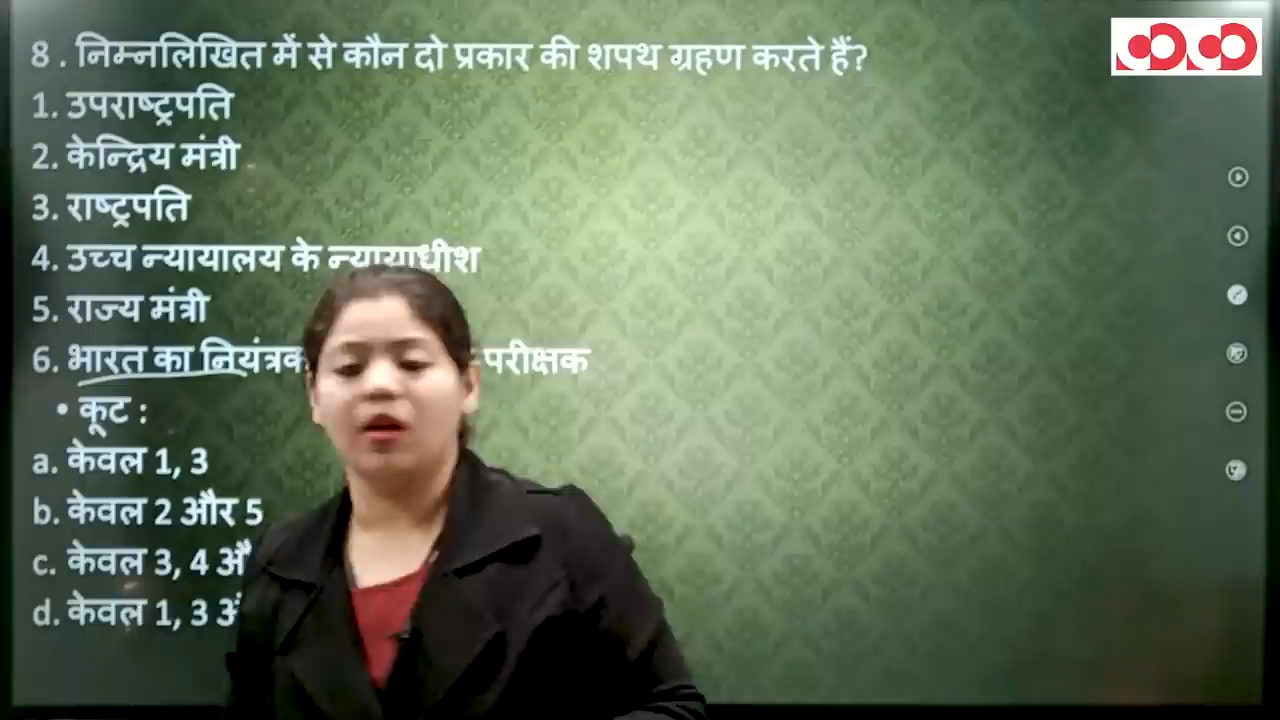 8 . निम्नलिखित में से कौन दो प्रकार की शपथ ग्रहण करते हैं?
1. उपराष्ट्रपति
2. केन्द्रिय मंत्री
3. राष्ट्रपति
4. उच्च न्यायालय के न्यायाधीश
5. राज्य मंत्री
6. भारत का नियंत्रक परीक्षक
• कूट :
a. केवल 1, 3
b. केवल 2 और 5
c. केवल 3, 4
d. केवल 1, 3